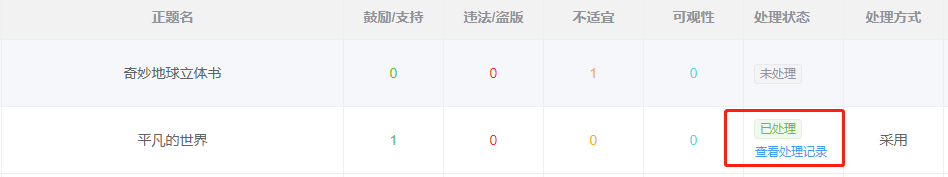 正题名 鼓励/支持 违法/盗版 不适宜 可观性 处理状态 处理方式
奇妙地球立体书 0 0 1 0 未处理
平凡的世界 1 0 0 0 已处理 采用
查看处理记录